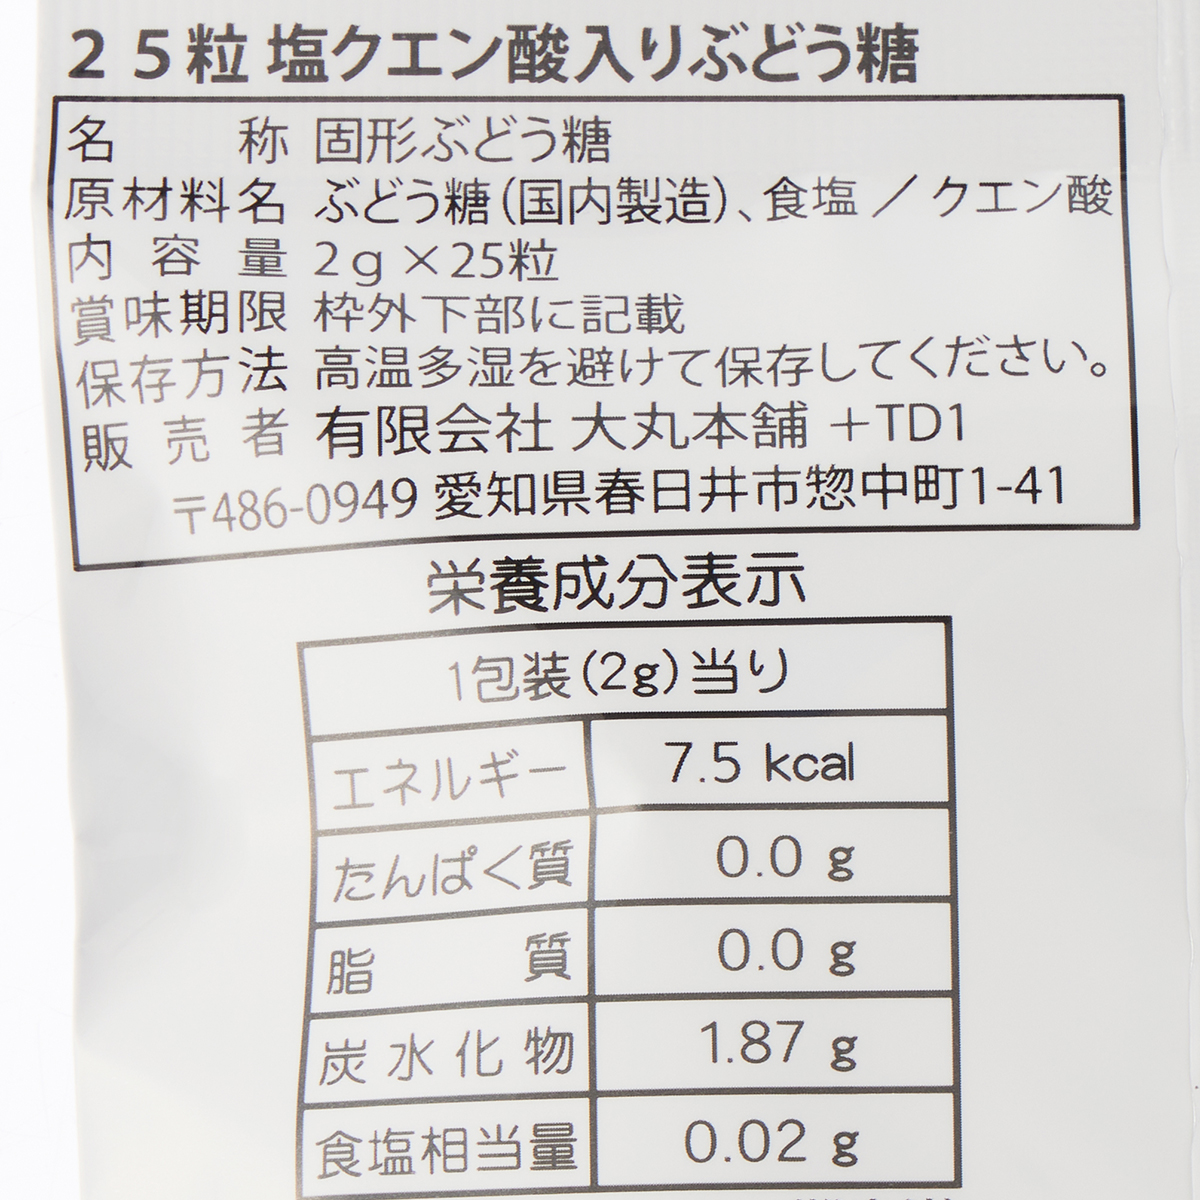 ２５粒 塩クエン酸入りぶどう糖
名称 固形ぶどう糖
原材料名 ぶどう糖(国内製造)、食塩／クエン酸
内容量 2g×25粒
賞味期限 枠外下部に記載
保存方法 高温多湿を避けて保存してください。
販売者 有限会社 大丸本舗 +TD1
〒486-0949 愛知県春日井市惣中町1-41
栄養成分表示
1包装(2g)当り
エネルギー 7.5 kcal
たんぱく質 0.0 g
脂質 0.0 g
炭水化物 1.87 g
食塩相当量 0.02 g